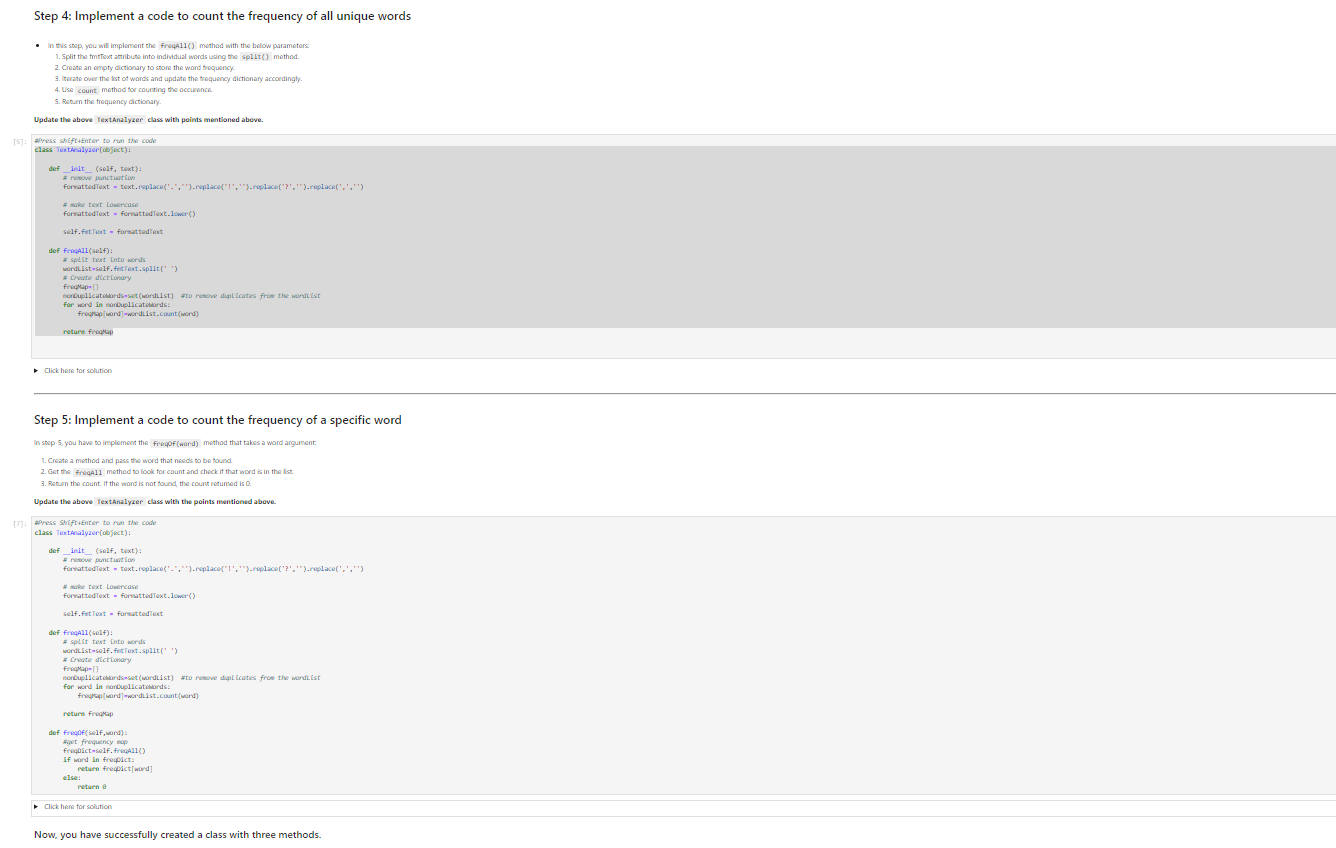 Step 4: Implement a code to count the frequency of all unique words
• In this step, you will implement the freqAll() method with the below parameters:
1. Split the fmtText attribute into individual words using the split() method.
2. Create an empty dictionary to store the word frequency.
3. Iterate over the list of words and update the frequency dictionary accordingly.
4. Use count method for counting the occurence.
5. Return the frequency dictionary.
Update the above TextAnalyzer class with points mentioned above.
[6]:
#Press shift+Enter to run the code
class TextAnalyzer(object):
def __init__ (self, text):
# remove punctuation
formattedText = text.replace('.','').replace('!','').replace('?','').replace(',','')
# make text lowercase
formattedText = formattedText.lower()
self.fmtText = formattedText
def freqAll(self):
# split text into words
wordList=self.fmtText.split(' ')
# Create dictionary
freqMap={}
nonDuplicateWords=set(wordList)  #to remove duplicates from the wordList
for word in nonDuplicateWords:
freqMap[word]=wordList.count(word)
return freqMap
▶ Click here for solution
Step 5: Implement a code to count the frequency of a specific word
In step 5, you have to implement the freqOf(word) method that takes a word argument:
1. Create a method and pass the word that needs to be found.
2. Get the freqAll method to look for count and check if that word is in the list.
3. Return the count. If the word is not found, the count returned is 0.
Update the above TextAnalyzer class with the points mentioned above.
[7]:
#Press Shift+Enter to run the code
class TextAnalyzer(object):
def __init__ (self, text):
# remove punctuation
formattedText = text.replace('.','').replace('!','').replace('?','').replace(',','')
# make text lowercase
formattedText = formattedText.lower()
self.fmtText = formattedText
def freqAll(self):
# split text into words
wordList=self.fmtText.split(' ')
# Create dictionary
freqMap={}
nonDuplicateWords=set(wordList)  #to remove duplicates from the wordList
for word in nonDuplicateWords:
freqMap[word]=wordList.count(word)
return freqMap
def freqOf(self,word):
#get frequency map
freqDict=self.freqAll()
if word in freqDict:
return freqDict[word]
else:
return 0
▶ Click here for solution
Now, you have successfully created a class with three methods.